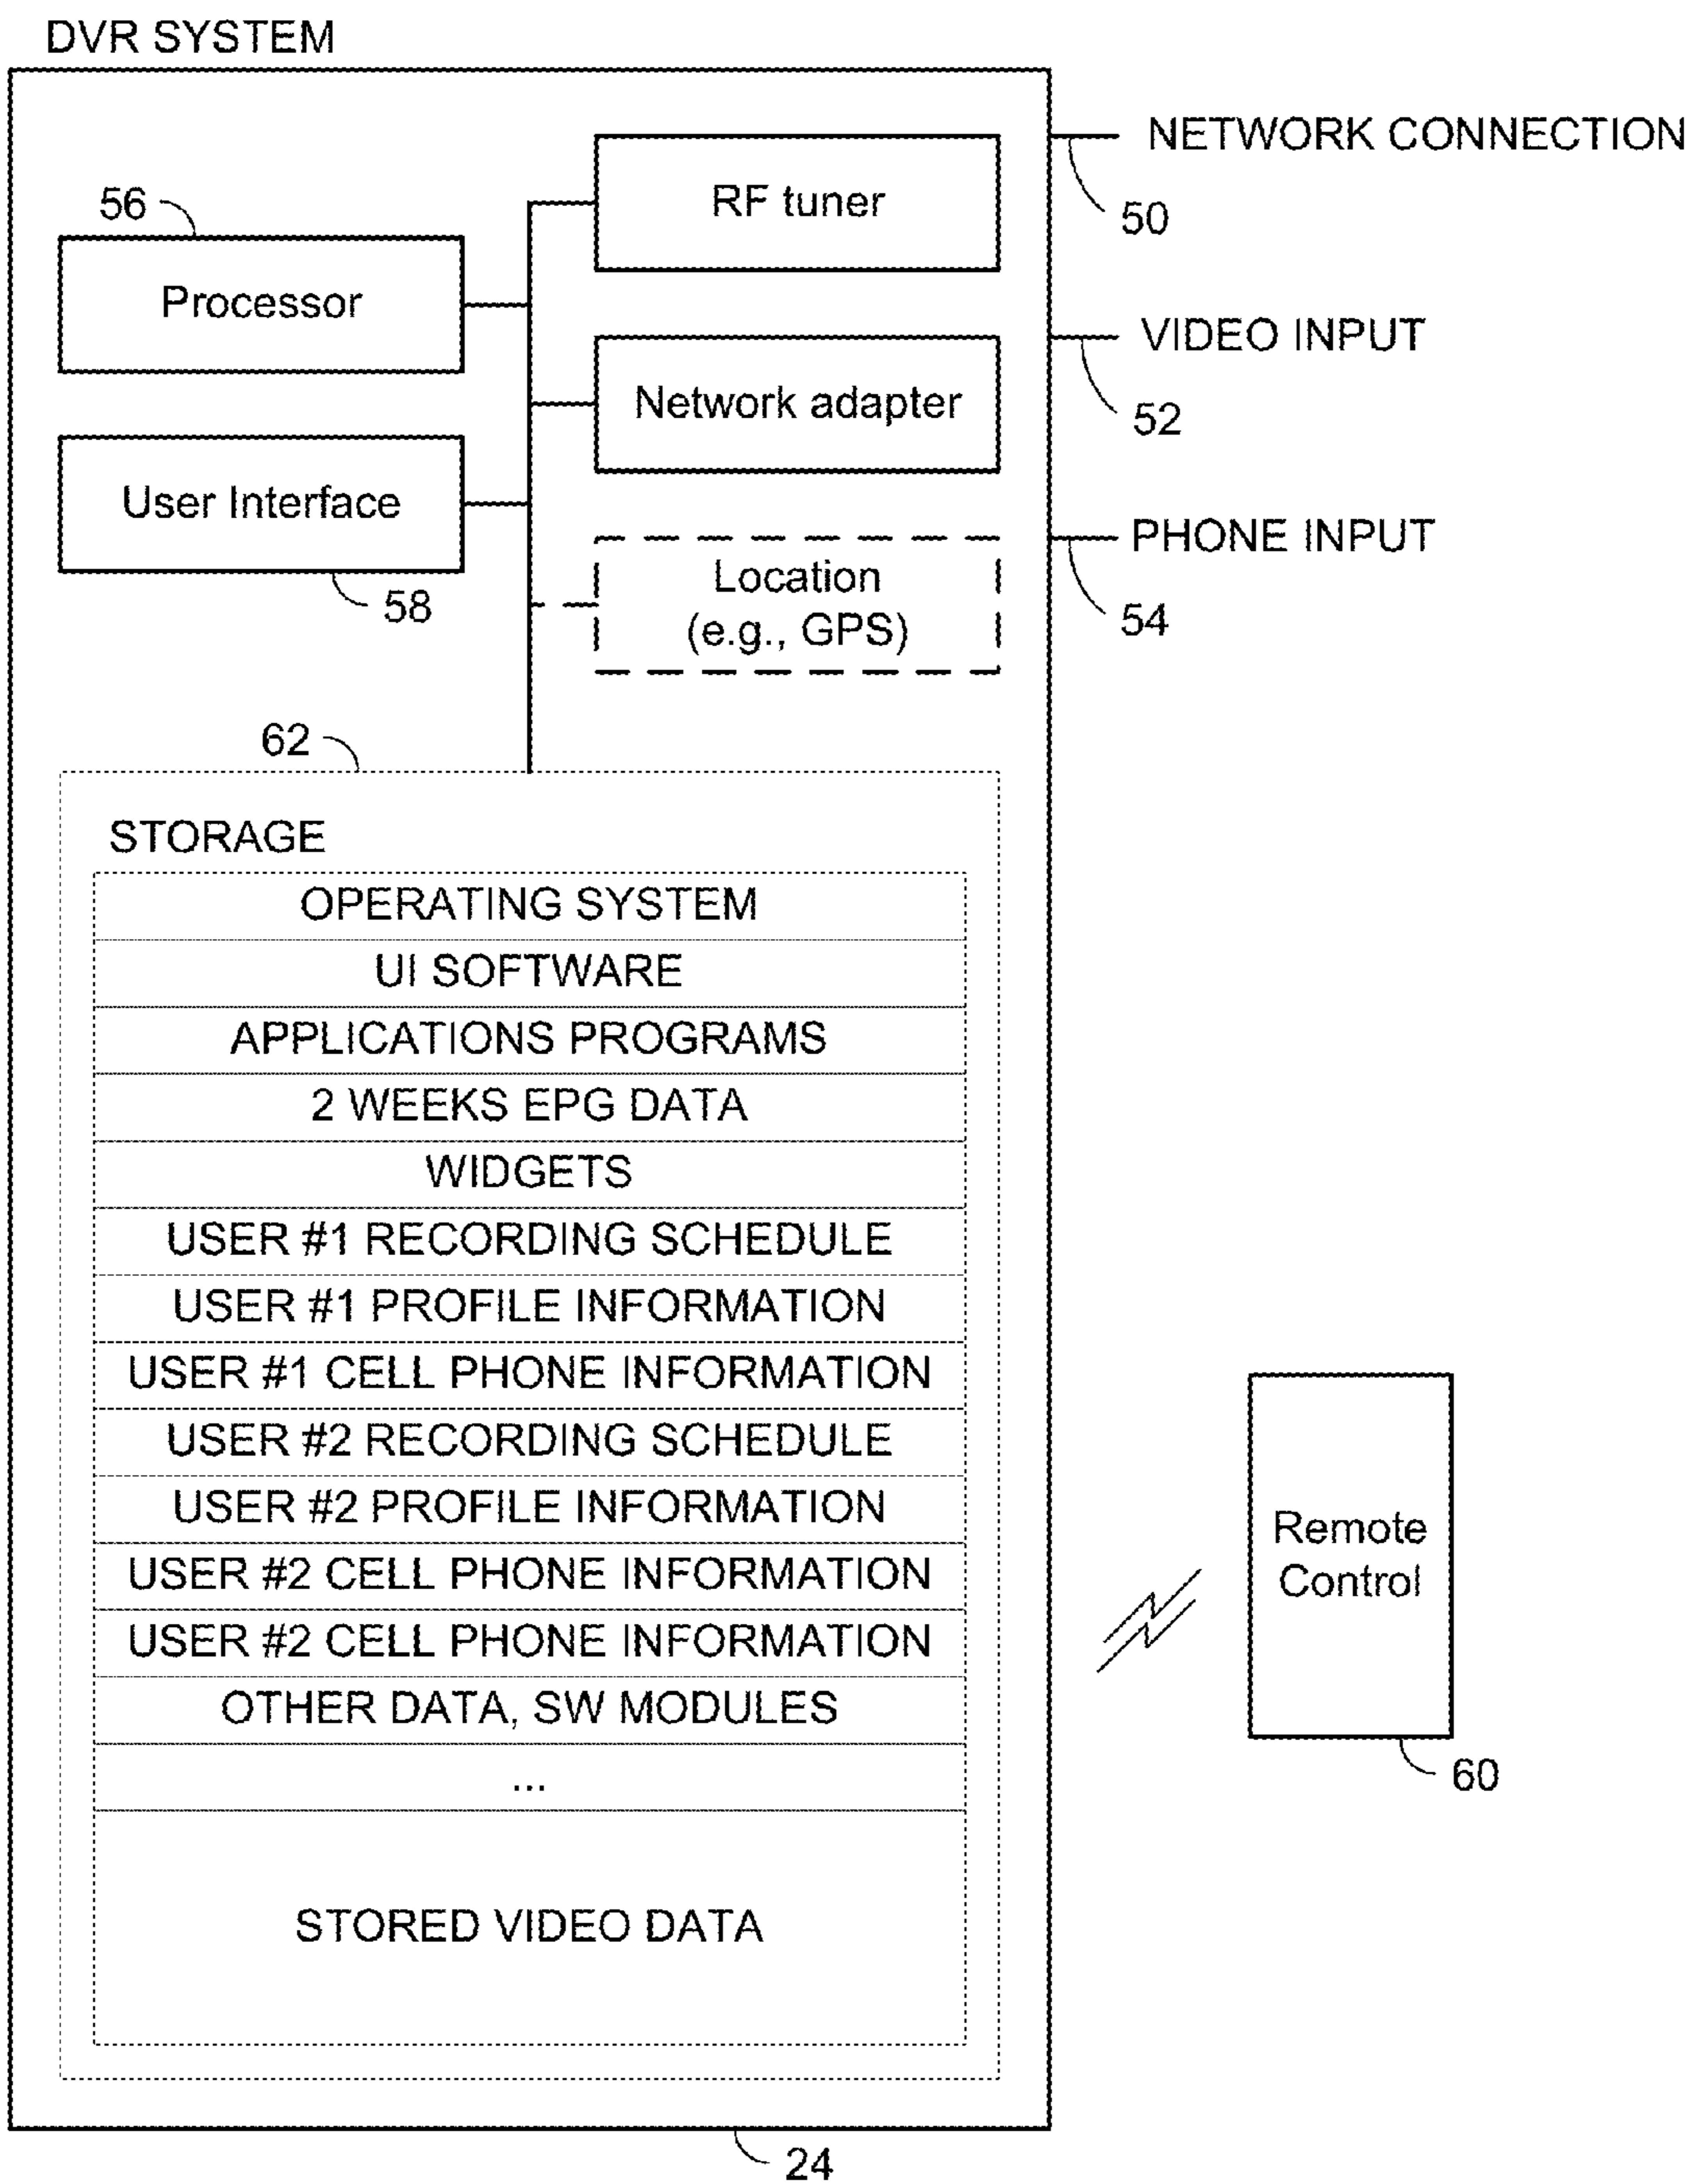 DVR SYSTEM
NETWORK CONNECTION
50
RF tuner
56
Processor
VIDEO INPUT
52
Network adapter
User Interface
58
PHONE INPUT
54
Location
(e.g., GPS)
62
STORAGE
OPERATING SYSTEM
UI SOFTWARE
APPLICATIONS PROGRAMS
2 WEEKS EPG DATA
WIDGETS
USER #1 RECORDING SCHEDULE
USER #1 PROFILE INFORMATION
USER #1 CELL PHONE INFORMATION
USER #2 RECORDING SCHEDULE
USER #2 PROFILE INFORMATION
USER #2 CELL PHONE INFORMATION
USER #2 CELL PHONE INFORMATION
OTHER DATA, SW MODULES
...
STORED VIDEO DATA
Remote
Control
60
24